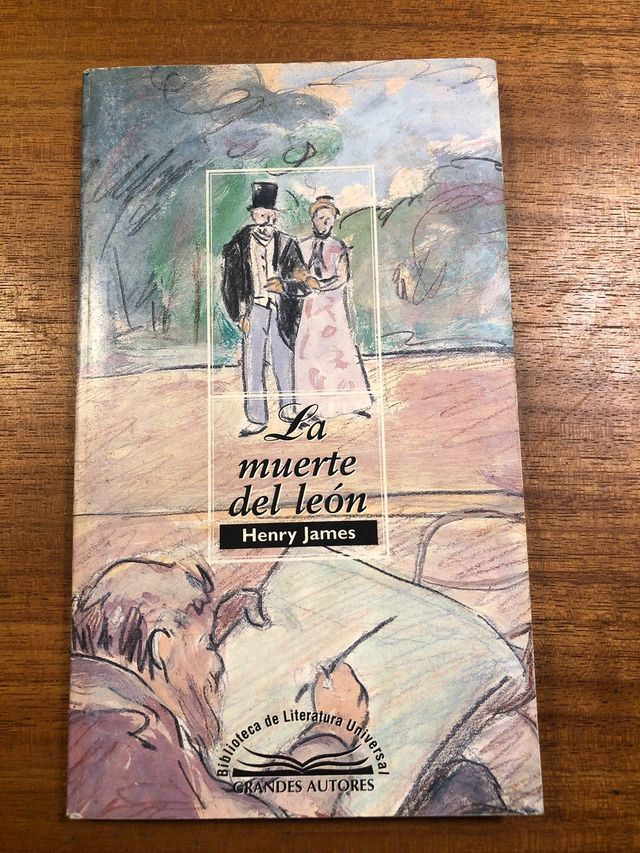 La
muerte
del león
Henry James
Biblioteca de Literatura Universal
GRANDES AUTORES